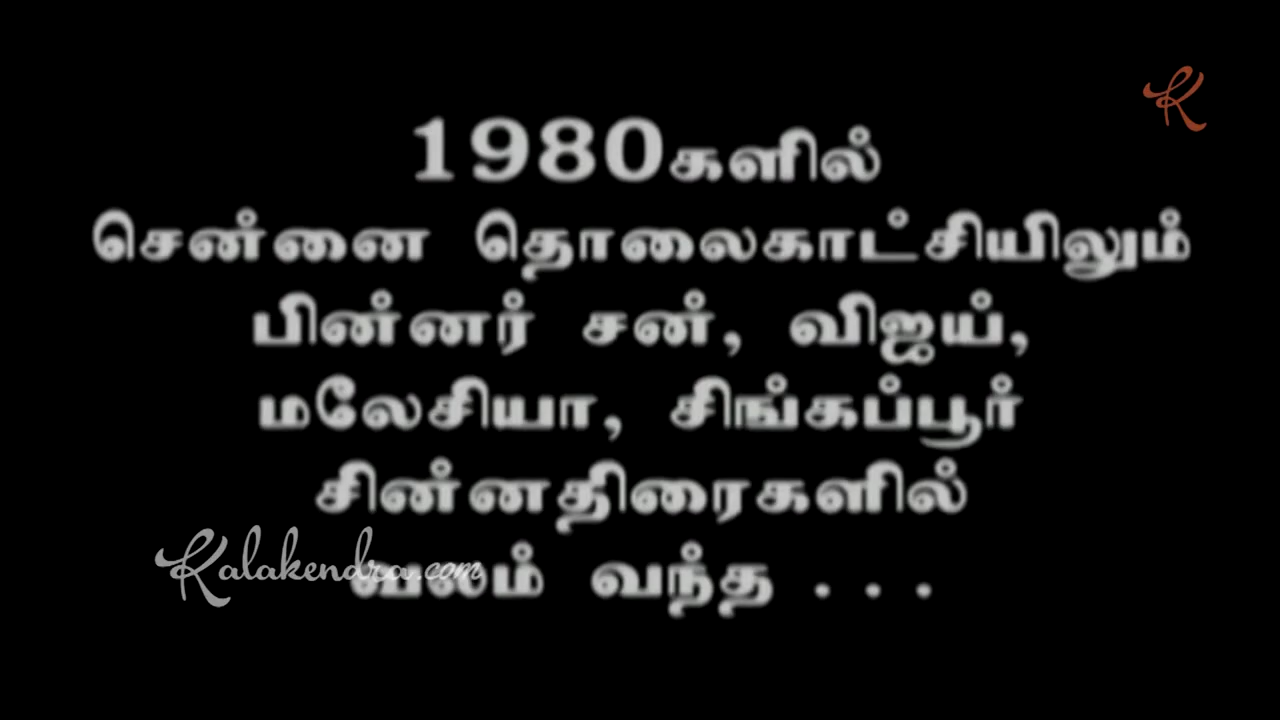 1980களில்
சென்னை தொலைகாட்சியிலும்
பின்னர் சன், விஜய்,
மலேசியா, சிங்கப்பூர்
சின்னதிரைகளில்
வலம் வந்த . . .
Kalakendra.com
K